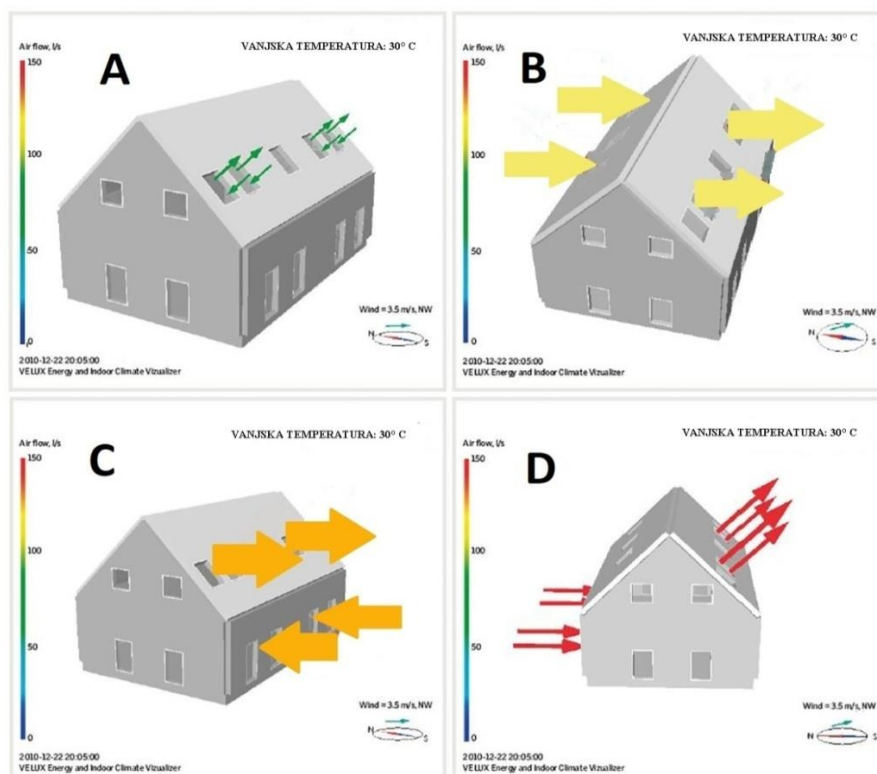 VANJSKA TEMPERATURA: 30° C
Air flow, l/s
A
150
100
50
0
Wind = 3.5 m/s, NW
N
S
2010-12-22 20:05:00
VELUX Energy and Indoor Climate Vizualizer
VANJSKA TEMPERATURA: 30° C
Air flow, l/s
B
150
100
50
0
Wind = 3.5 m/s, NW
N
S
2010-12-22 20:05:00
VELUX Energy and Indoor Climate Vizualizer
VANJSKA TEMPERATURA: 30° C
Air flow, l/s
C
150
100
50
0
Wind = 3.5 m/s, NW
N
S
2010-12-22 20:05:00
VELUX Energy and Indoor Climate Vizualizer
VANJSKA TEMPERATURA: 30° C
Air flow, l/s
D
150
100
50
0
Wind = 3.5 m/s, NW
N
S
2010-12-22 20:05:00
VELUX Energy and Indoor Climate Vizualizer